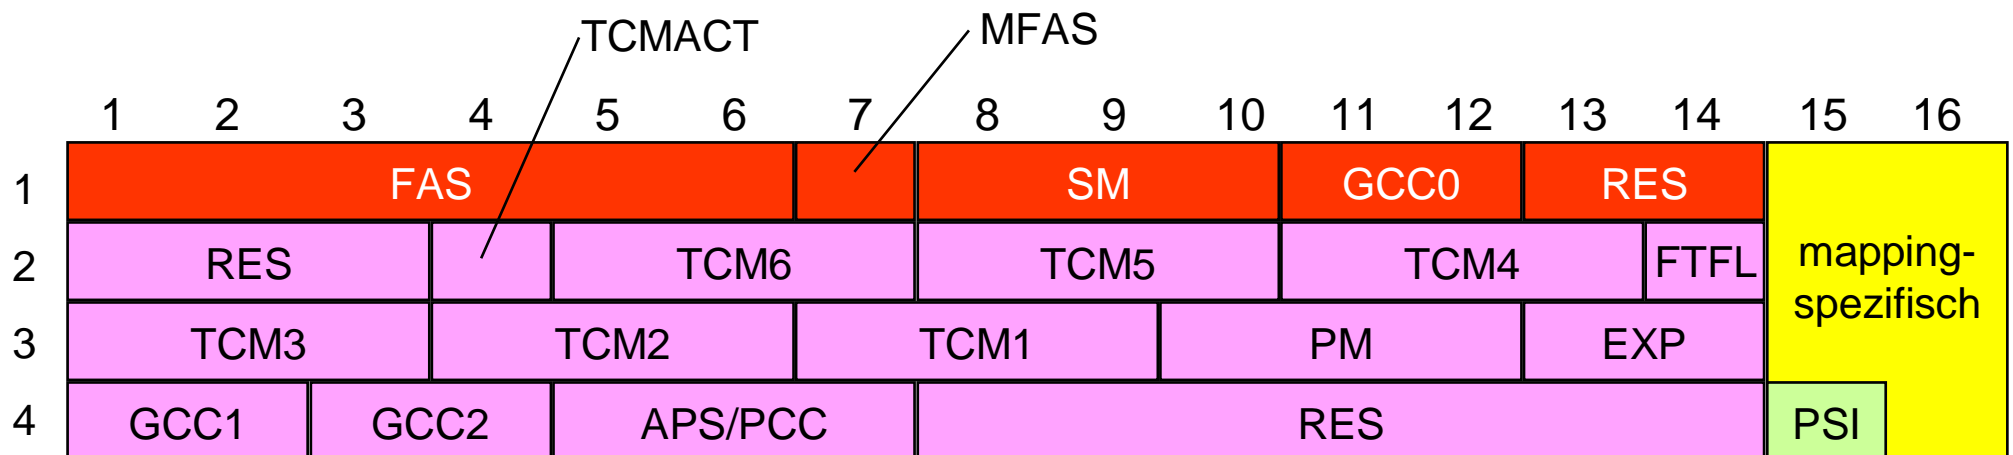 TCMACT MFAS
1 2 3 4 5 6 7 8 9 10 11 12 13 14 15 16
1 FAS SM GCC0 RES
2 RES TCM6 TCM5 TCM4 FTFL
mapping-
spezifisch
3 TCM3 TCM2 TCM1 PM EXP
4 GCC1 GCC2 APS/PCC RES PSI